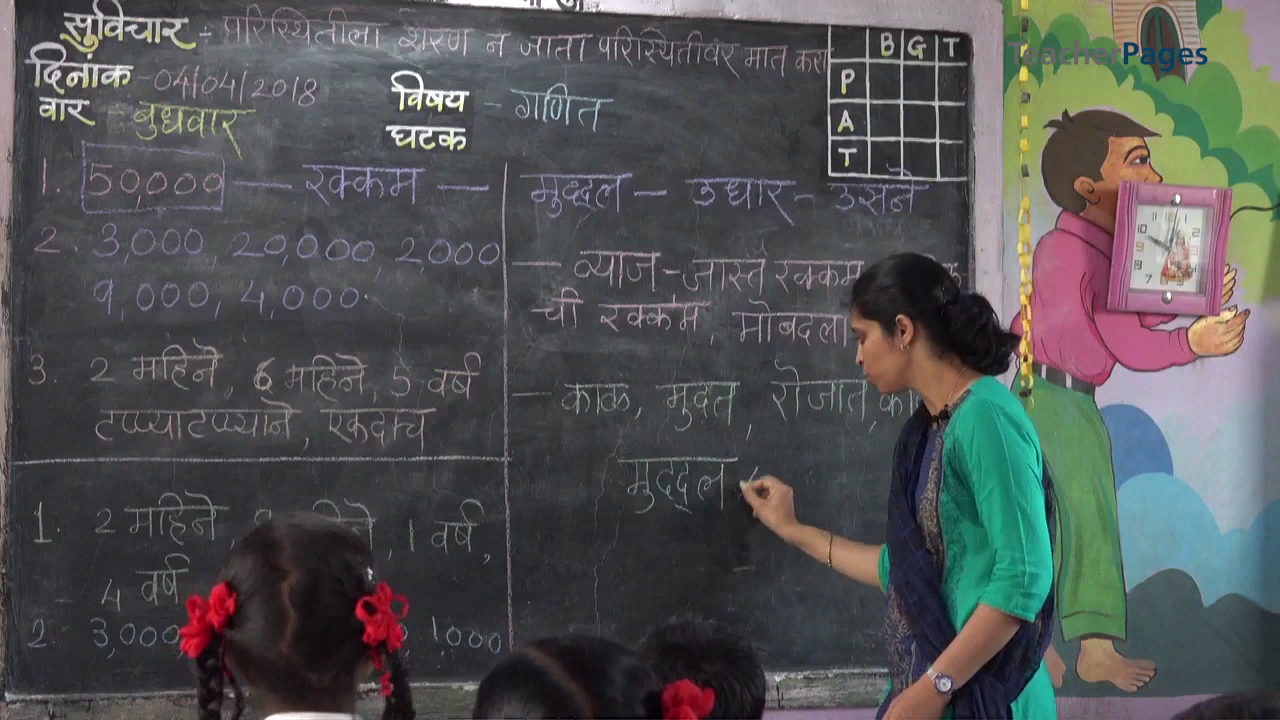 सुविचार - परिस्थितीला शरण न जाता परिस्थितीवर मात करा
दिनांक - 04/04/2018
वार - बुधवार
विषय - गणित
घटक
B G T
P
A
T
TeacherPages
1. 50,000 — रक्कम — मुद्दल — उधार - उसने
2. 3,000, 20,000, 2,000 — व्याज - जास्त रक्कम
9,000, 4,000. ची रक्कम, मोबदला
3. 2 महिने, 6 महिने, 5 वर्ष — काळ, मुदत, रोजात,
टप्प्याटप्प्याने, एकदाच
मुद्दल
1. 2 महिने, 1 वर्ष,
4 वर्ष
2 3,000 1,000